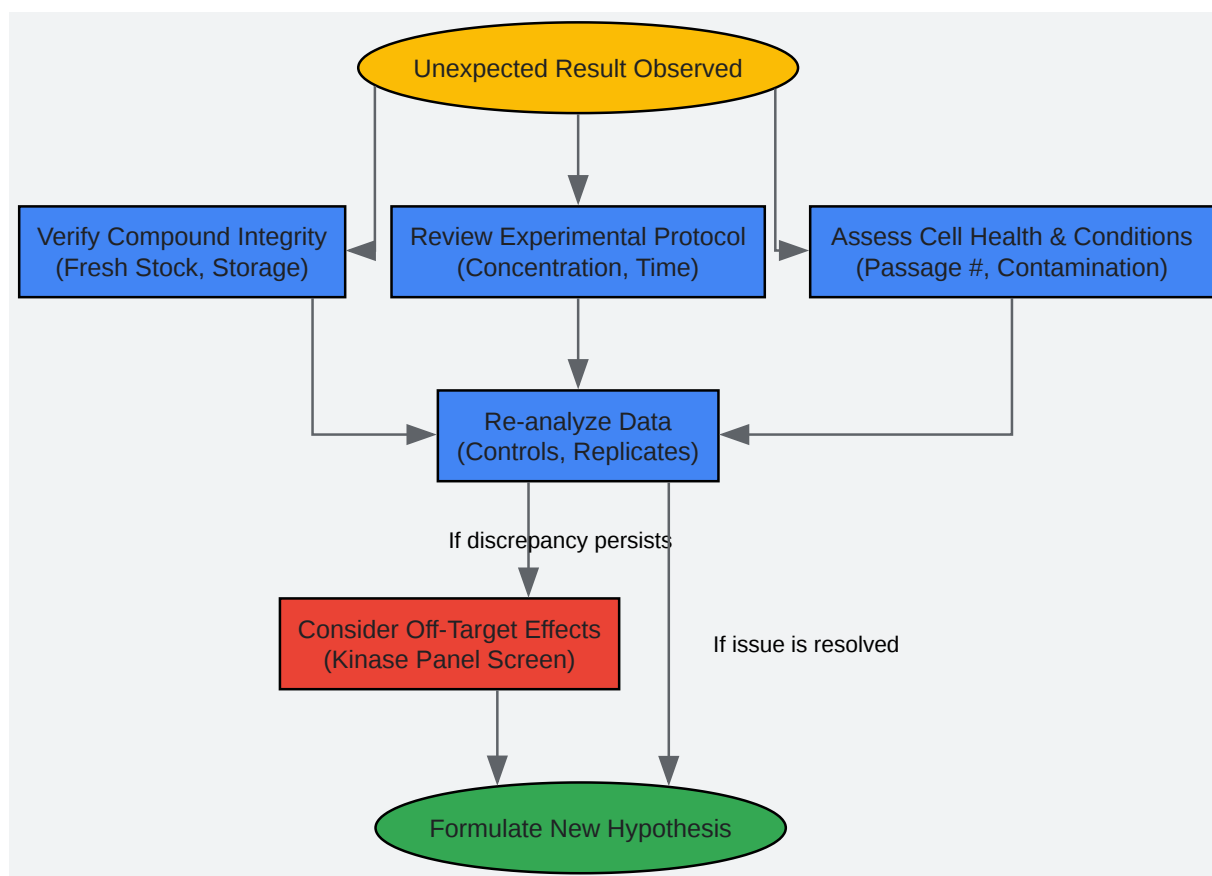 Unexpected Result Observed
Verify Compound Integrity
(Fresh Stock, Storage)
Review Experimental Protocol
(Concentration, Time)
Assess Cell Health & Conditions
(Passage #, Contamination)
Re-analyze Data
(Controls, Replicates)
If discrepancy persists
Consider Off-Target Effects
(Kinase Panel Screen)
If issue is resolved
Formulate New Hypothesis